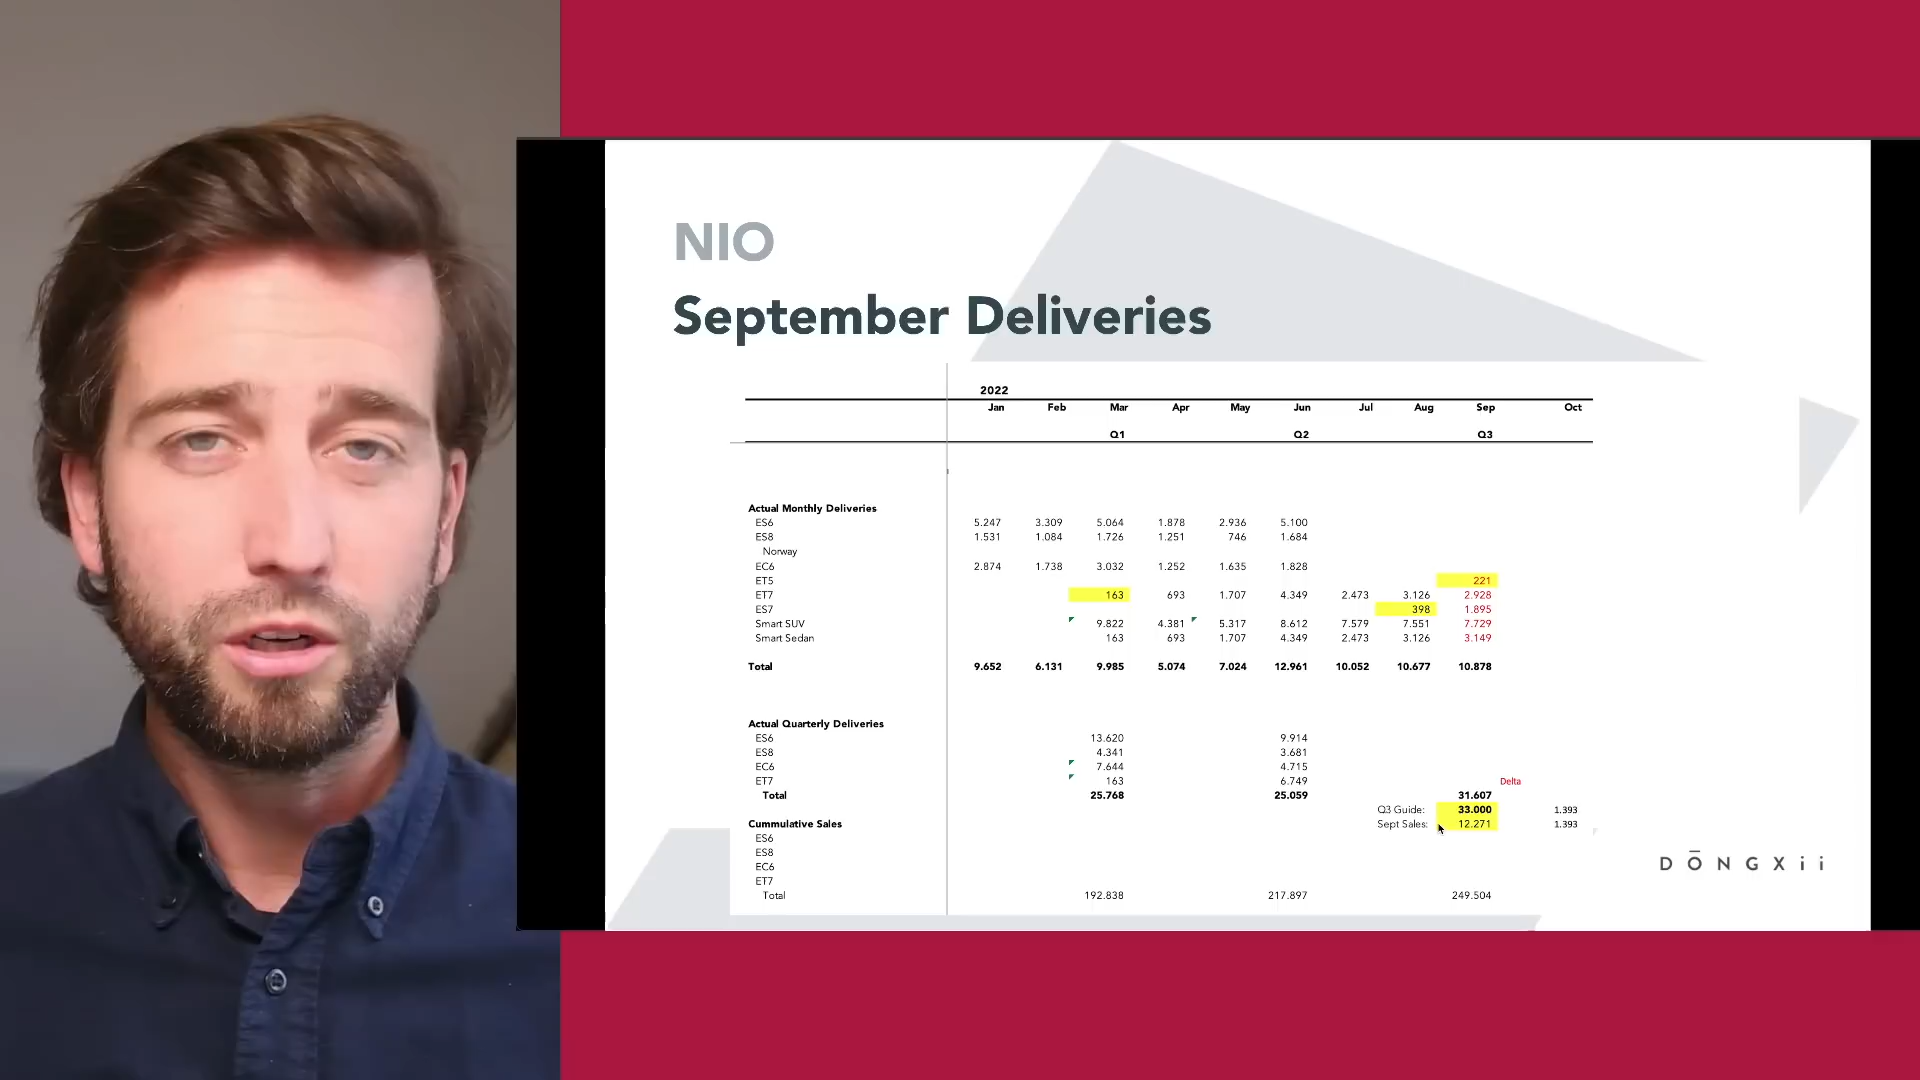 NIO
September Deliveries
2022
Jan Feb Mar Apr May Jun Jul Aug Sep Oct
Q1 Q2 Q3
Actual Monthly Deliveries
ES6 5.247 3.309 5.064 1.878 2.936 5.100
ES8 1.531 1.084 1.726 1.251 746 1.684
Norway
EC6 2.874 1.738 3.032 1.252 1.635 1.828
ET5 221
ET7 163 693 1.707 4.349 2.473 3.126 2.928
ES7 398 1.895
Smart SUV 9.822 4.381 5.317 8.612 7.579 7.551 7.729
Smart Sedan 163 693 1.707 4.349 2.473 3.126 3.149
Total 9.652 6.131 9.985 5.074 7.024 12.961 10.052 10.677 10.878
Actual Quarterly Deliveries
ES6 13.620 9.914
ES8 4.341 3.681
EC6 7.644 4.715
ET7 163 6.749 Delta
Total 25.768 25.059 31.607
Q3 Guide: 33.000 1.393
Cummulative Sales Sept Sales: 12.271 1.393
ES6
ES8
EC6
ET7
Total 192.838 217.897 249.504
DŌNGXii